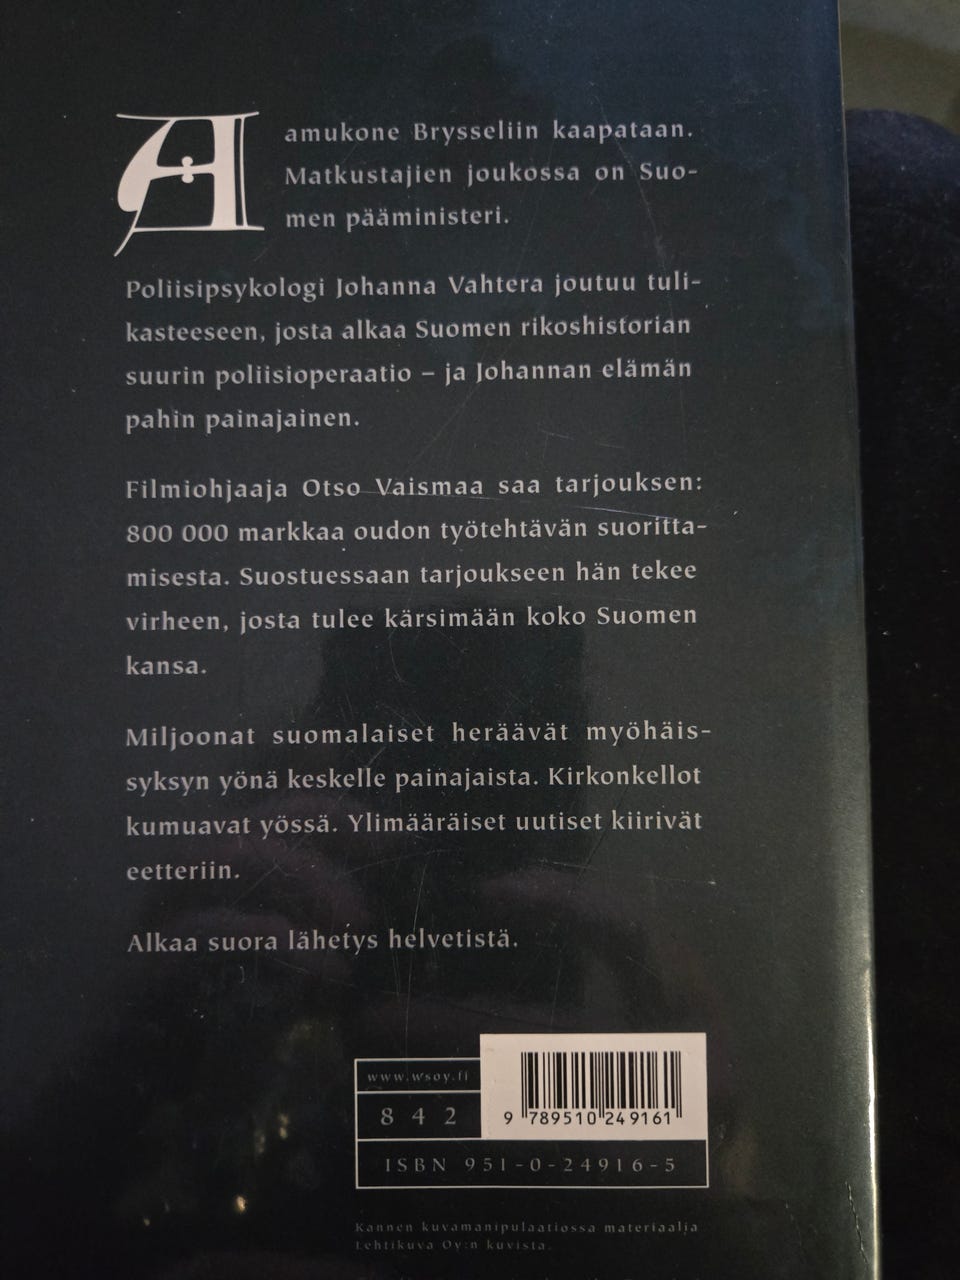 Aamukone Brysseliin kaapataan.
Matkustajien joukossa on Suo-
men pääministeri.
Poliisipsykologi Johanna Vahtera joutuu tuli-
kasteeseen, josta alkaa Suomen rikoshistorian
suurin poliisioperaatio – ja Johannan elämän
pahin painajainen.
Filmiohjaaja Otso Vaismaa saa tarjouksen:
800 000 markkaa oudon työtehtävän suoritta-
misesta. Suostuessaan tarjoukseen hän tekee
virheen, josta tulee kärsimään koko Suomen
kansa.
Miljoonat suomalaiset heräävät myöhäis-
syksyn yönä keskelle painajaista. Kirkonkellot
kumuavat yössä. Ylimääräiset uutiset kiirivät
eetteriin.
Alkaa suora lähetys helvetistä.
www.wsoy.fi
842
9 789510 249161
ISBN 951-0-24916-5
Kannen kuvamanipulaatiossa materiaalja
Lehtikuva Oy:n kuvista.